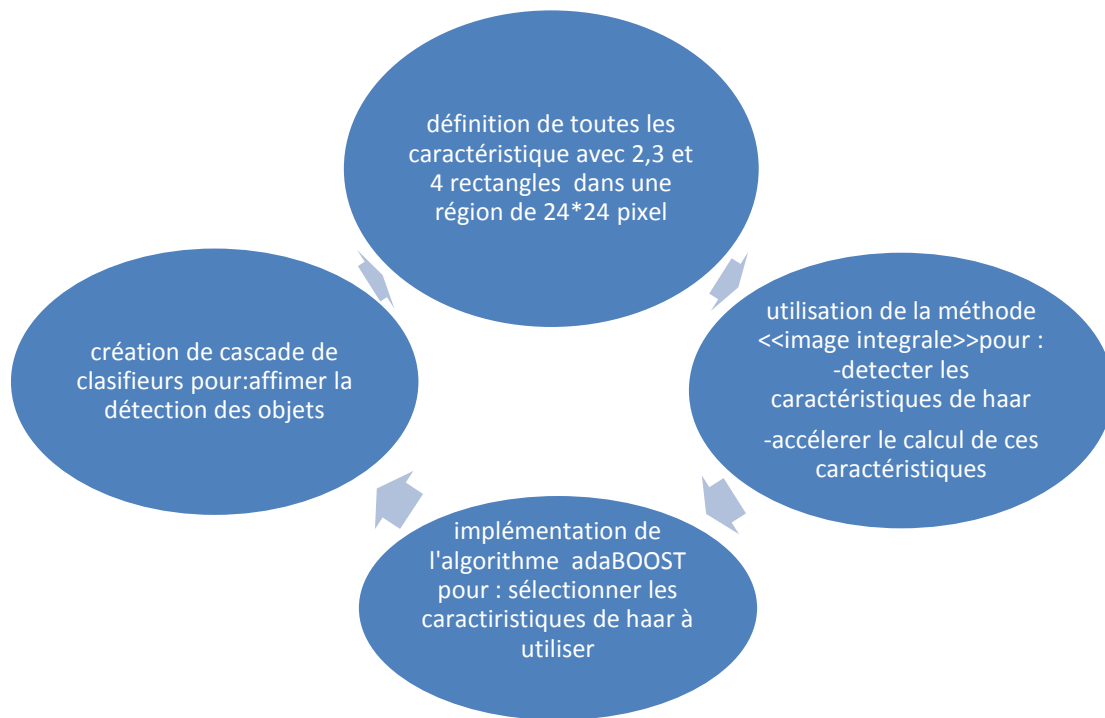 définition de toutes les
caractéristique avec 2,3 et
4 rectangles dans une
région de 24*24 pixel
utilisation de la méthode
<<image integrale>>pour :
-detecter les
caractéristiques de haar
-accélerer le calcul de ces
caractéristiques
implémentation de
l'algorithme adaBOOST
pour : sélectionner les
caractiristiques de haar à
utiliser
création de cascade de
clasifieurs pour:affimer la
détection des objets